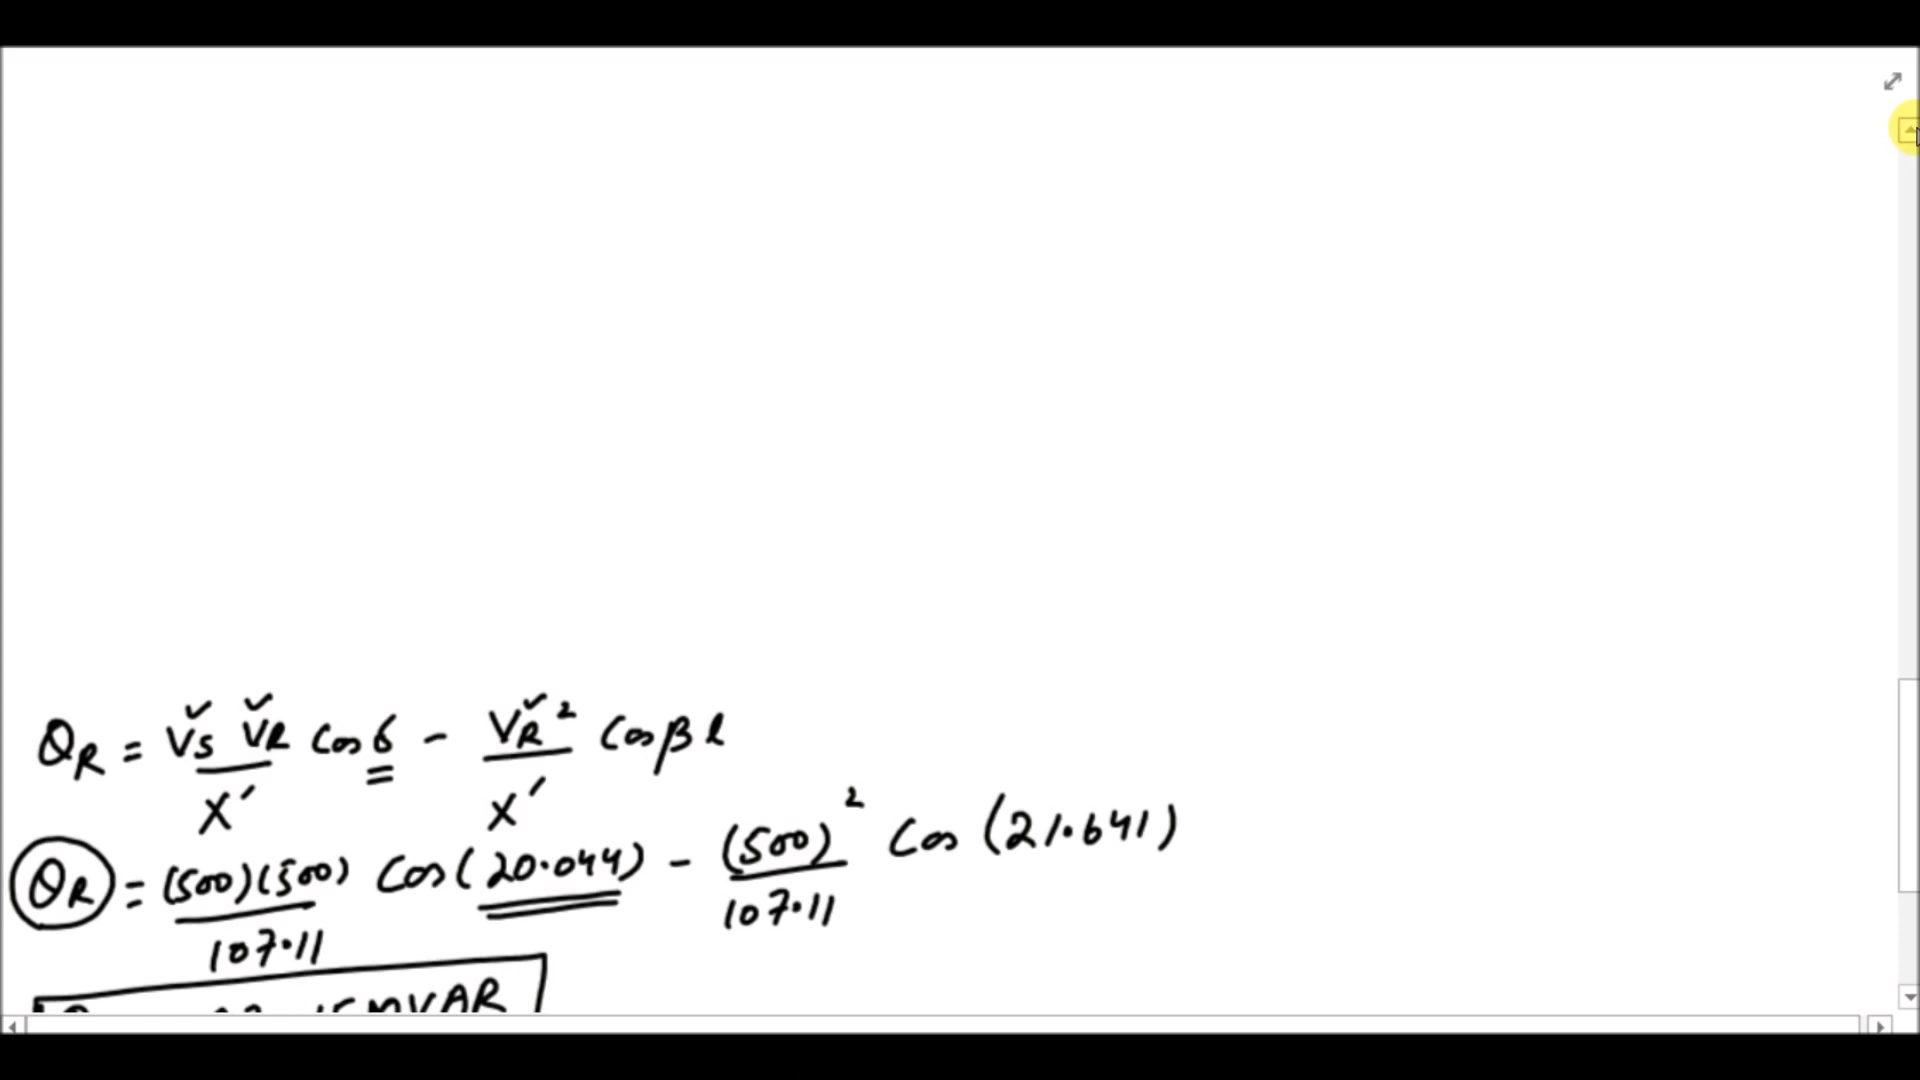 QR = VS VR Cos δ - VR² Cos β l
X′ X′
QR = (500)(500) Cos (20.044) - (500)² Cos (21.641)
107.11 107.11
MVAR